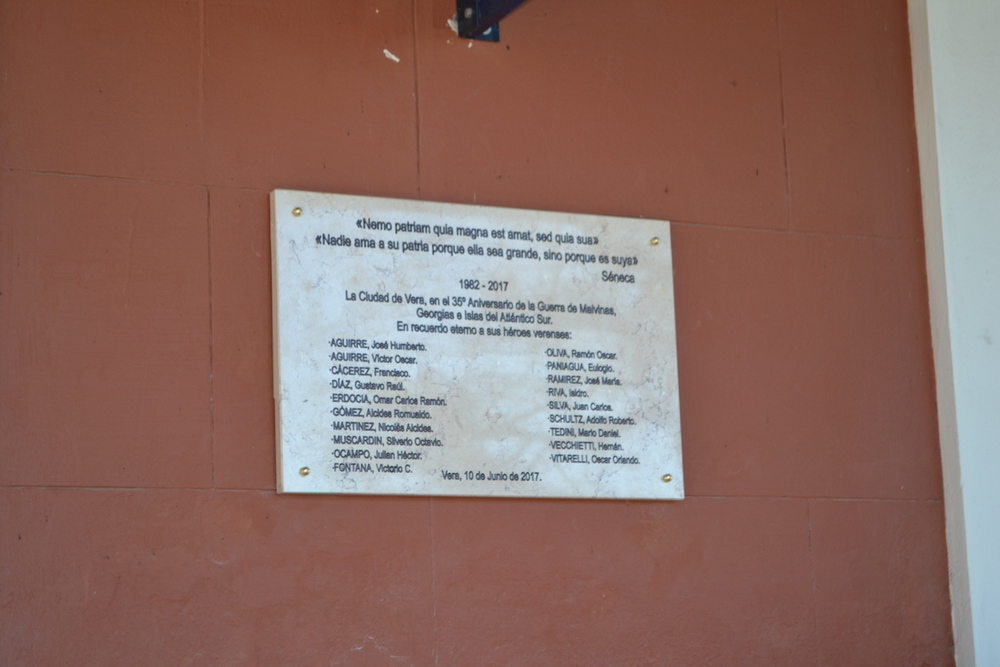 «Nemo patriam quia magna est amat, sed quia sua»
«Nadie ama a su patria porque ella sea grande, sino porque es suya»
Séneca
1982 - 2017
La Ciudad de Vera, en el 35º Aniversario de la Guerra de Malvinas,
Georgias e Islas del Atlántico Sur.
En recuerdo eterno a sus héroes verenses:
·AGUIRRE, José Humberto.
·AGUIRRE, Víctor Oscar.
·CÁCEREZ, Francisco.
·DÍAZ, Gustavo Raúl.
·ERDOCIA, Omar Carlos Ramón.
·GÓMEZ, Alcides Romualdo.
·MARTINEZ, Nicolás Alcides.
·MUSCARDIN, Silverio Octavio.
·OCAMPO, Julian Héctor.
·FONTANA, Victorio C.
·OLIVA, Ramón Oscar.
·PANIAGUA, Eulogio.
·RAMIREZ, José María.
·RIVA, Isidro.
·SILVA, Juan Carlos.
·SCHULTZ, Adolfo Roberto.
·TEDINI, Mario Daniel.
·VECCHIETTI, Hernán.
·VITARELLI, Oscar Orlando.
Vera, 10 de Junio de 2017.